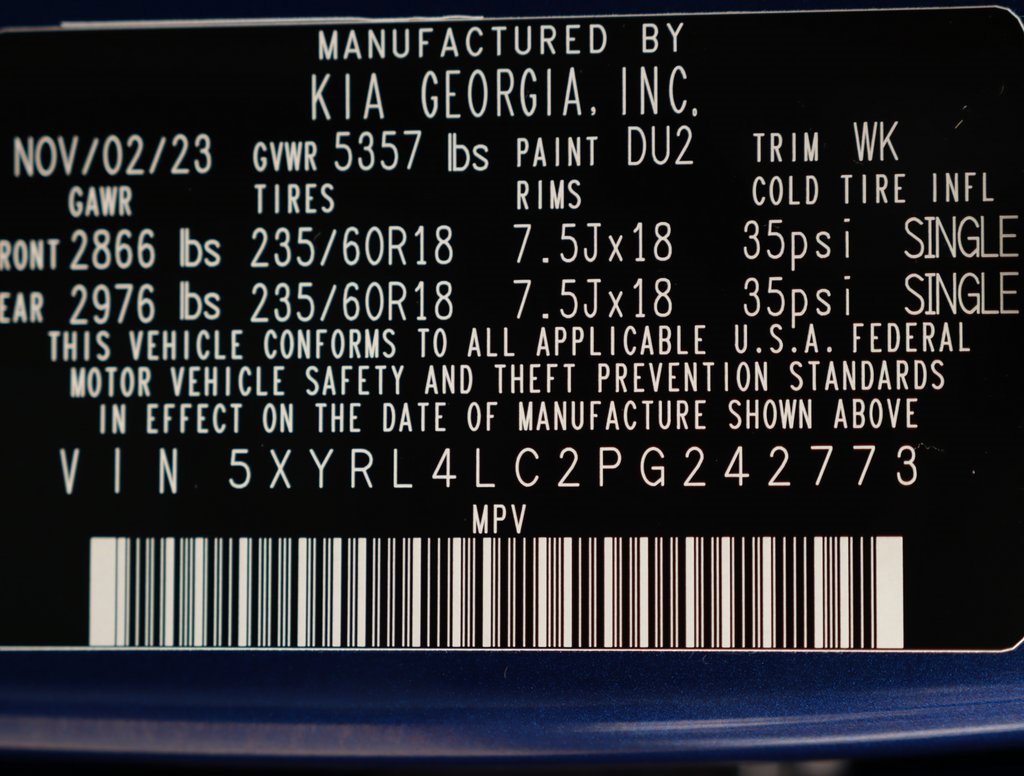 MANUFACTURED BY
KIA GEORGIA, INC.
NOV/02/23 GVWR 5357 lbs PAINT DU2 TRIM WK
GAWR TIRES RIMS COLD TIRE INFL
RONT 2866 lbs 235/60R18 7.5Jx18 35psi SINGLE
EAR 2976 lbs 235/60R18 7.5Jx18 35psi SINGLE
THIS VEHICLE CONFORMS TO ALL APPLICABLE U.S.A. FEDERAL
MOTOR VEHICLE SAFETY AND THEFT PREVENTION STANDARDS
IN EFFECT ON THE DATE OF MANUFACTURE SHOWN ABOVE
VIN 5XYRL4LC2PG242773
MPV